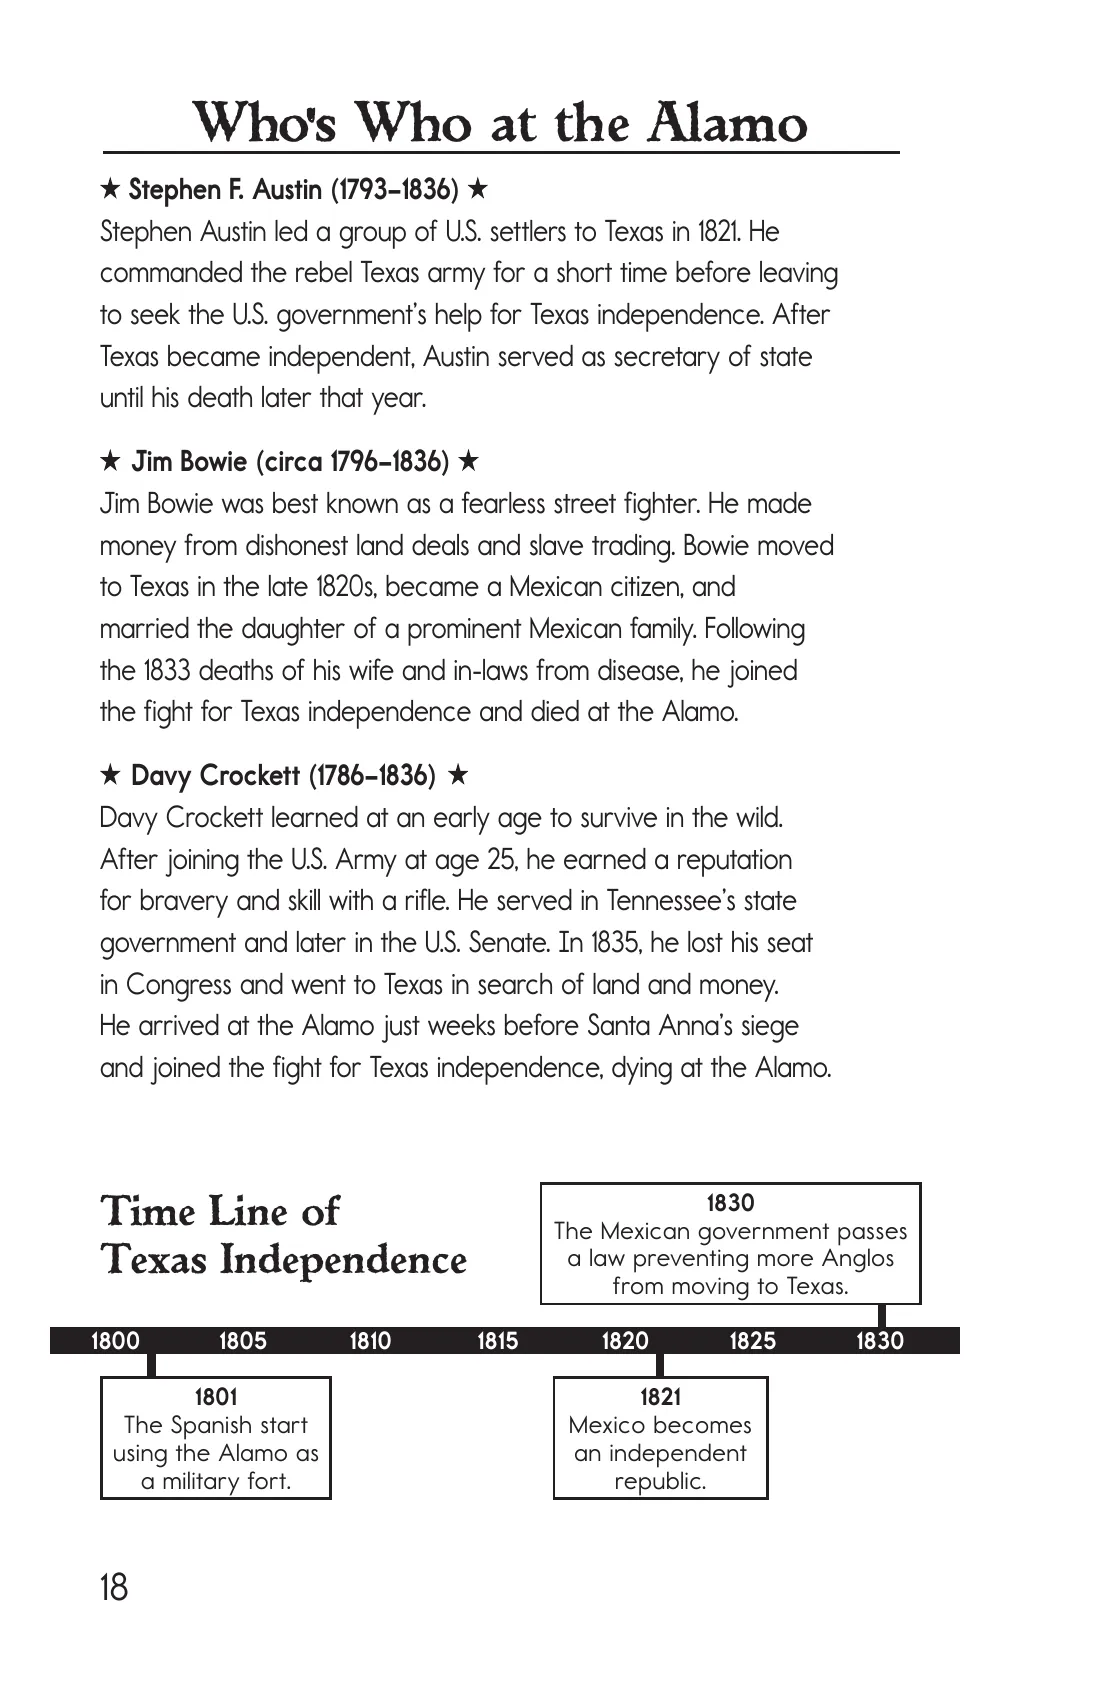 Who's Who at the Alamo
★ Stephen F. Austin (1793–1836) ★
Stephen Austin led a group of U.S. settlers to Texas in 1821. He
commanded the rebel Texas army for a short time before leaving
to seek the U.S. government's help for Texas independence. After
Texas became independent, Austin served as secretary of state
until his death later that year.
★ Jim Bowie (circa 1796–1836) ★
Jim Bowie was best known as a fearless street fighter. He made
money from dishonest land deals and slave trading. Bowie moved
to Texas in the late 1820s, became a Mexican citizen, and
married the daughter of a prominent Mexican family. Following
the 1833 deaths of his wife and in-laws from disease, he joined
the fight for Texas independence and died at the Alamo.
★ Davy Crockett (1786–1836) ★
Davy Crockett learned at an early age to survive in the wild.
After joining the U.S. Army at age 25, he earned a reputation
for bravery and skill with a rifle. He served in Tennessee's state
government and later in the U.S. Senate. In 1835, he lost his seat
in Congress and went to Texas in search of land and money.
He arrived at the Alamo just weeks before Santa Anna's siege
and joined the fight for Texas independence, dying at the Alamo.
Time Line of
Texas Independence
1830
The Mexican government passes
a law preventing more Anglos
from moving to Texas.
1800 1805 1810 1815 1820 1825 1830
1801
The Spanish start
using the Alamo as
a military fort.
1821
Mexico becomes
an independent
republic.
18